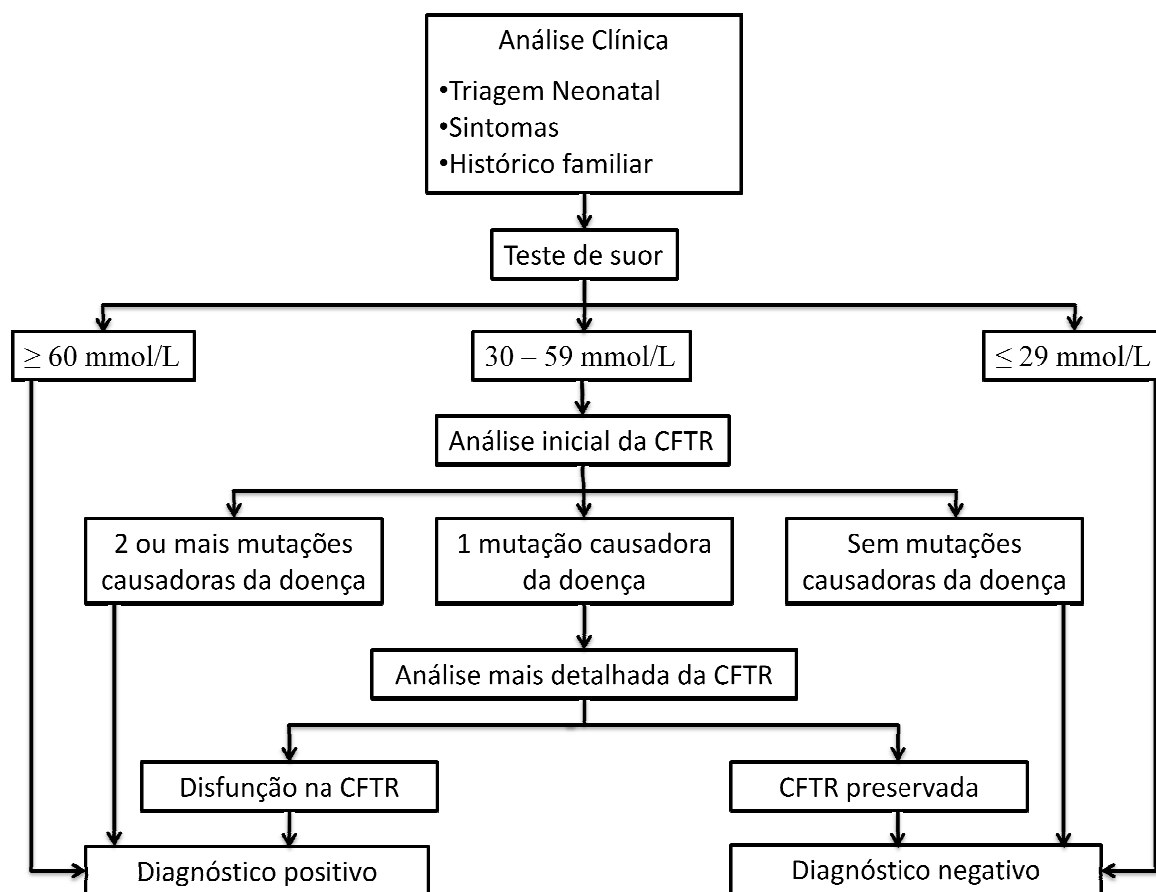 Análise Clínica
•Triagem Neonatal
•Sintomas
•Histórico familiar
Teste de suor
≥ 60 mmol/L
30 – 59 mmol/L
≤ 29 mmol/L
Análise inicial da CFTR
2 ou mais mutações
causadoras da doença
1 mutação causadora
da doença
Sem mutações
causadoras da doença
Análise mais detalhada da CFTR
Disfunção na CFTR
CFTR preservada
Diagnóstico positivo
Diagnóstico negativo